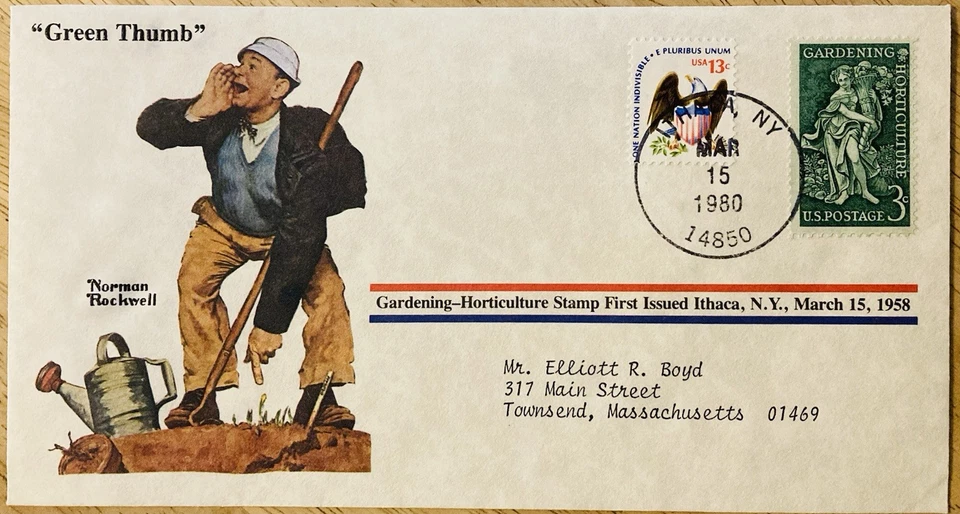 “Green Thumb”
ONE NATION INDIVISIBLE • E PLURIBUS UNUM
USA 13c
GARDENING
HORTICULTURE
U.S. POSTAGE 3c
ITHACA, NY
MAR
15
1980
14850
Norman
Rockwell
Gardening–Horticulture Stamp First Issued Ithaca, N.Y., March 15, 1958
Mr. Elliott R. Boyd
317 Main Street
Townsend, Massachusetts 01469